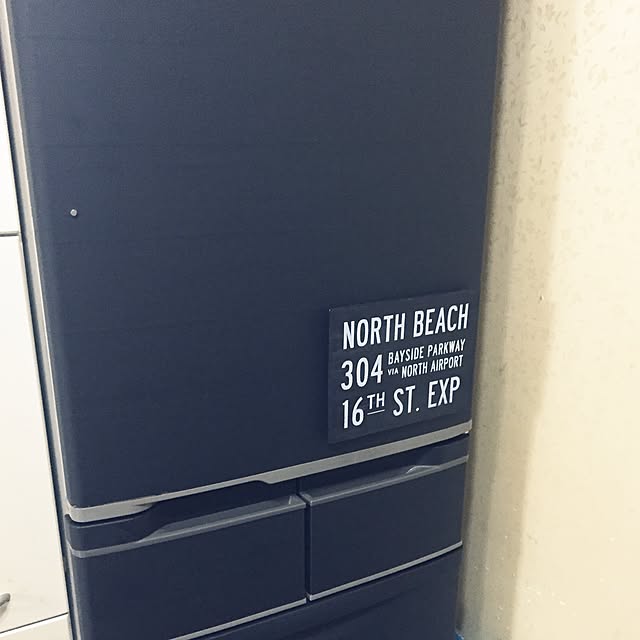 NORTH BEACH
304 BAYSIDE PARKWAY
VIA NORTH AIRPORT
16TH ST. EXP